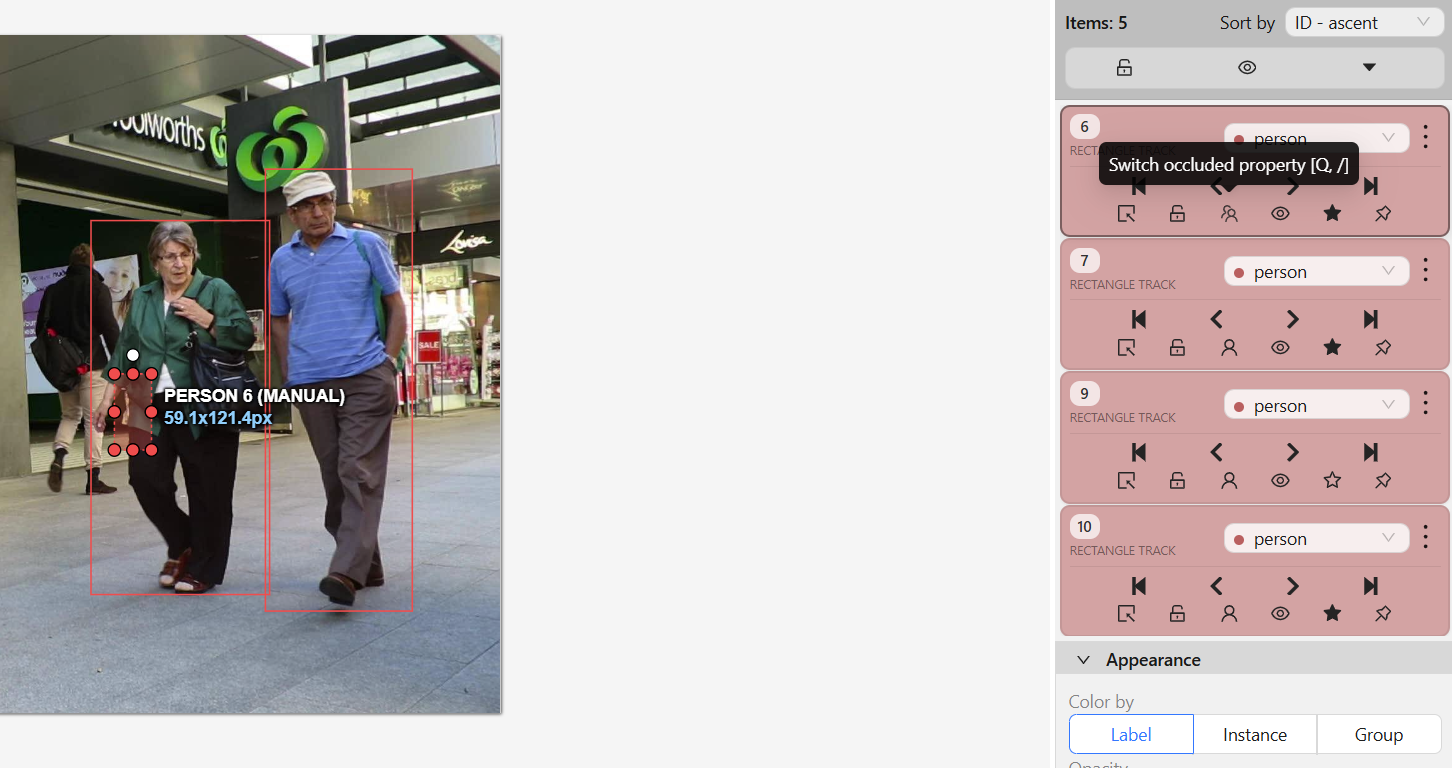 Items: 5
Sort by
ID - ascent
6
person
RECTANGLE TRACK
Switch occluded property [Q, /]
7
person
RECTANGLE TRACK
9
person
RECTANGLE TRACK
10
person
RECTANGLE TRACK
Appearance
Color by
Label
Instance
Group
Opacity
oolworths
Lovisa
SALE
PERSON 6 (MANUAL)
59.1x121.4px